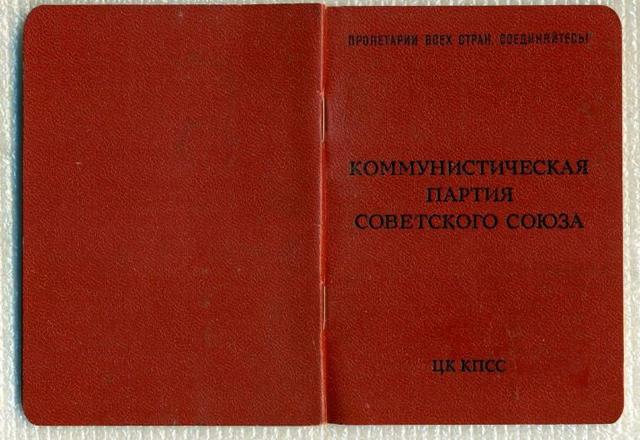 ПРОЛЕТАРИИ ВСЕХ СТРАН, СОЕДИНЯЙТЕСЬ!
КОММУНИСТИЧЕСКАЯ
ПАРТИЯ
СОВЕТСКОГО СОЮЗА
ЦК КПСС